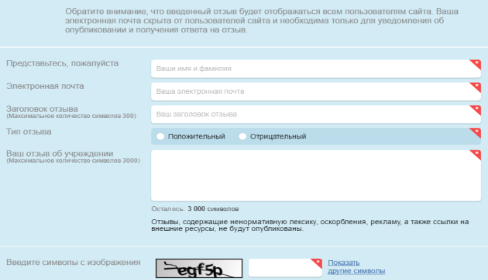 Обратите внимание, что введенный отзыв будет отображаться всем пользователям сайта. Ваша
электронная почта скрыта от пользователей сайта и необходима только для уведомления об
опубликовании и получения ответа на отзыв.
Представьтесь, пожалуйста
Ваши имя и фамилия
Электронная почта
Ваша электронная почта
Заголовок отзыва
(Максимальное количество символов 300)
Ваш заголовок отзыва
Тип отзыва
Положительный Отрицательный
Ваш отзыв об учреждении
(Максимальное количество символов 3000)
Осталось: 3 000 символов
Отзывы, содержащие ненормативную лексику, оскорбления, рекламу, а также ссылки на
внешние ресурсы, не будут опубликованы.
Введите символы с изображения
egf5p
Показать
другие символы